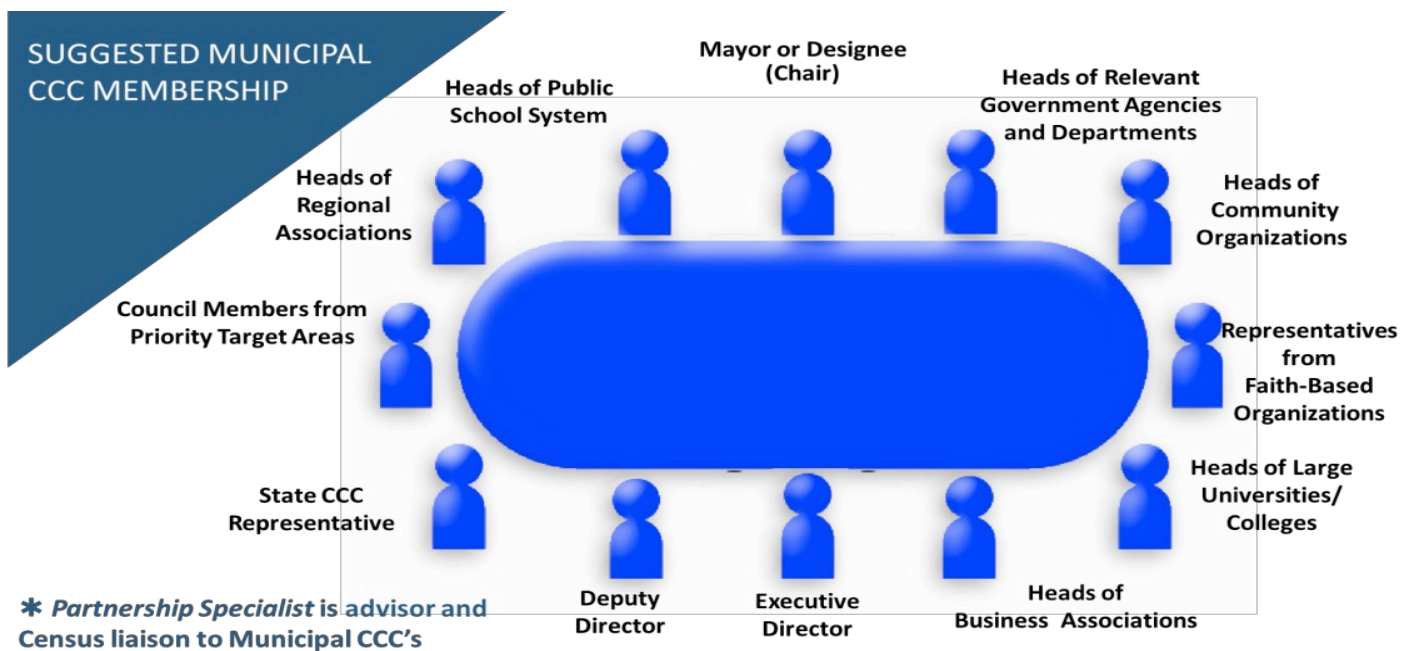 SUGGESTED MUNICIPAL
CCC MEMBERSHIP
Mayor or Designee
(Chair)
Heads of Public
School System
Heads of Relevant
Government Agencies
and Departments
Heads of
Regional
Associations
Heads of
Community
Organizations
Council Members from
Priority Target Areas
Representatives
from
Faith-Based
Organizations
State CCC
Representative
Heads of Large
Universities/
Colleges
Deputy
Director
Executive
Director
Heads of
Business Associations
* Partnership Specialist is advisor and
Census liaison to Municipal CCC's